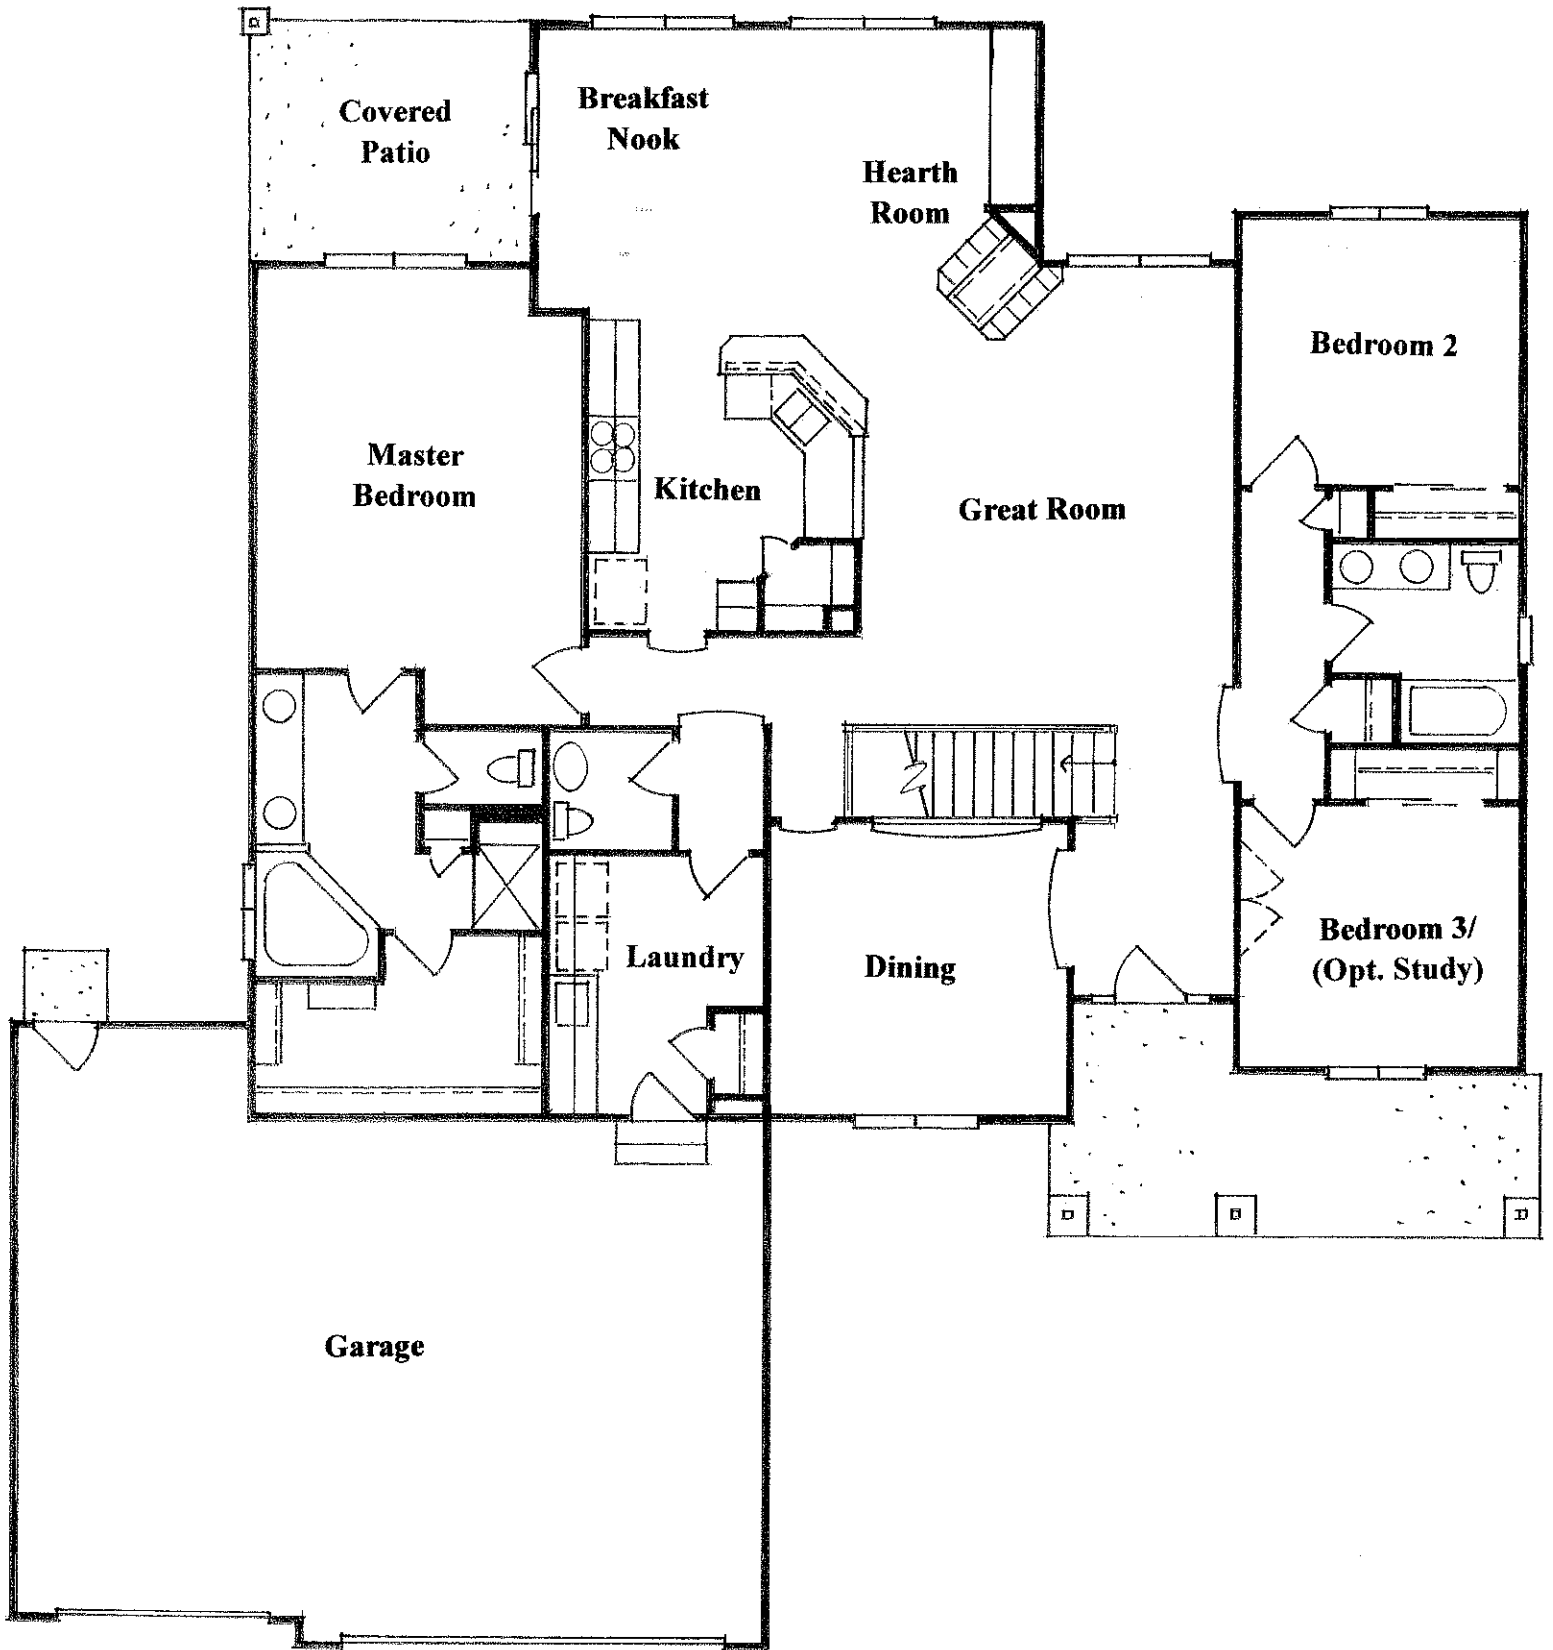 Covered
Patio
Breakfast
Nook
Hearth
Room
Bedroom 2
Master
Bedroom
Kitchen
Great Room
Laundry
Dining
Bedroom 3/
(Opt. Study)
Garage